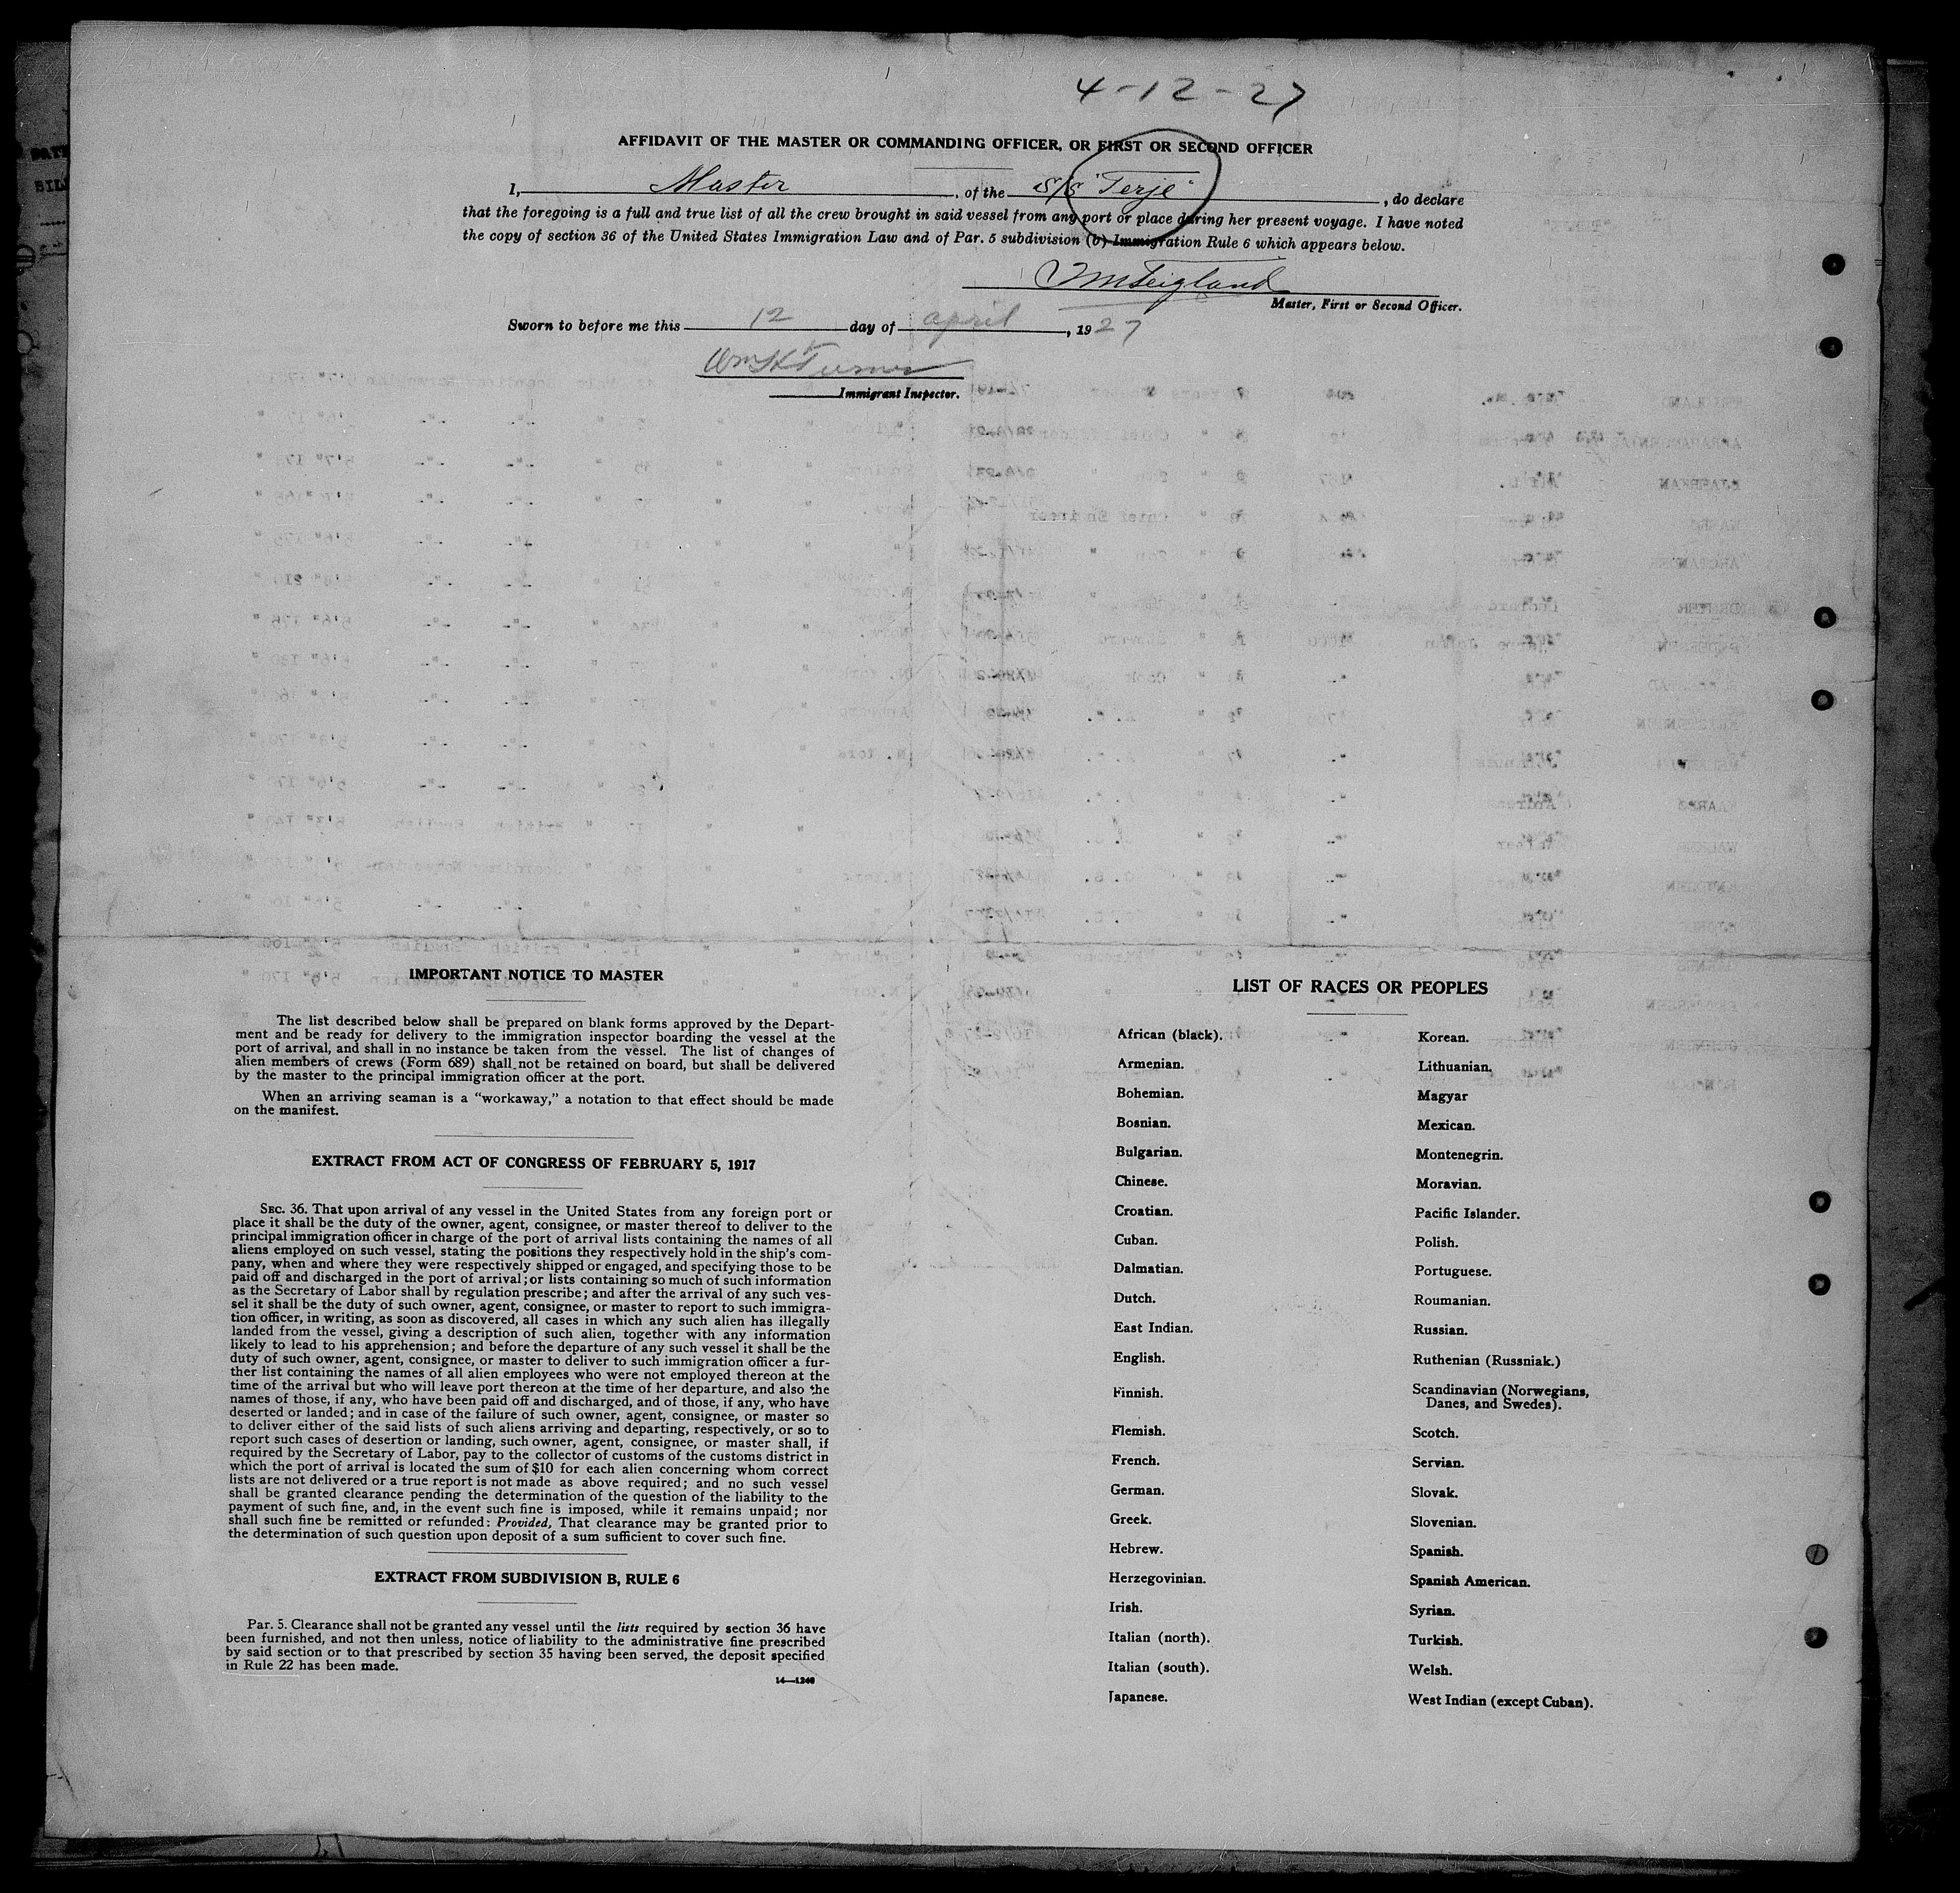 4-12-27
AFFIDAVIT OF THE MASTER OR COMMANDING OFFICER, OR FIRST OR SECOND OFFICER
I, Master, of the S/S "Terje", do declare
that the foregoing is a full and true list of all the crew brought in said vessel from any port or place during her present voyage. I have noted
the copy of section 36 of the United States Immigration Law and of Par. 5 subdivision (b) Immigration Rule 6 which appears below.
Teigland
Master, First or Second Officer.
Sworn to before me this 12 day of april, 1927
Wm K Turner
Immigrant Inspector.
IMPORTANT NOTICE TO MASTER
The list described below shall be prepared on blank forms approved by the Depart-
ment and be ready for delivery to the immigration inspector boarding the vessel at the
port of arrival, and shall in no instance be taken from the vessel. The list of changes of
alien members of crews (Form 689) shall not be retained on board, but shall be delivered
by the master to the principal immigration officer at the port.
When an arriving seaman is a "workaway," a notation to that effect should be made
on the manifest.
EXTRACT FROM ACT OF CONGRESS OF FEBRUARY 5, 1917
SEC. 36. That upon arrival of any vessel in the United States from any foreign port or
place it shall be the duty of the owner, agent, consignee, or master thereof to deliver to the
principal immigration officer in charge of the port of arrival lists containing the names of all
aliens employed on such vessel, stating the positions they respectively hold in the ship's com-
pany, when and where they were respectively shipped or engaged, and specifying those to be
paid off and discharged in the port of arrival; or lists containing so much of such information
as the Secretary of Labor shall by regulation prescribe; and after the arrival of any such ves-
sel it shall be the duty of such owner, agent, consignee, or master to report to such immigra-
tion officer, in writing, as soon as discovered, all cases in which any such alien has illegally
landed from the vessel, giving a description of such alien, together with any information
likely to lead to his apprehension; and before the departure of any such vessel it shall be the
duty of such owner, agent, consignee, or master to deliver to such immigration officer a fur-
ther list containing the names of all alien employees who were not employed thereon at the
time of the arrival but who will leave port thereon at the time of her departure, and also the
names of those, if any, who have been paid off and discharged, and of those, if any, who have
deserted or landed; and in case of the failure of such owner, agent, consignee, or master so
to deliver either of the said lists of such aliens arriving and departing, respectively, or so to
report such cases of desertion or landing, such owner, agent, consignee, or master shall, if
required by the Secretary of Labor, pay to the collector of customs of the customs district in
which the port of arrival is located the sum of $10 for each alien concerning whom correct
lists are not delivered or a true report is not made as above required; and no such vessel
shall be granted clearance pending the determination of the question of the liability to the
payment of such fine, and, in the event such fine is imposed, while it remains unpaid; nor
shall such fine be remitted or refunded: Provided, That clearance may be granted prior to
the determination of such question upon deposit of a sum sufficient to cover such fine.
EXTRACT FROM SUBDIVISION B, RULE 6
Par. 5. Clearance shall not be granted any vessel until the lists required by section 36 have
been furnished, and not then unless, notice of liability to the administrative fine prescribed
by said section or to that prescribed by section 35 having been served, the deposit specified
in Rule 22 has been made.
14—1240
LIST OF RACES OR PEOPLES
African (black).
Armenian.
Bohemian.
Bosnian.
Bulgarian.
Chinese.
Croatian.
Cuban.
Dalmatian.
Dutch.
East Indian.
English.
Finnish.
Flemish.
French.
German.
Greek.
Hebrew.
Herzegovinian.
Irish.
Italian (north).
Italian (south).
Japanese.
Korean.
Lithuanian.
Magyar
Mexican.
Montenegrin.
Moravian.
Pacific Islander.
Polish.
Portuguese.
Roumanian.
Russian.
Ruthenian (Russniak.)
Scandinavian (Norwegians,
Danes, and Swedes).
Scotch.
Servian.
Slovak.
Slovenian.
Spanish.
Spanish American.
Syrian.
Turkish.
Welsh.
West Indian (except Cuban).